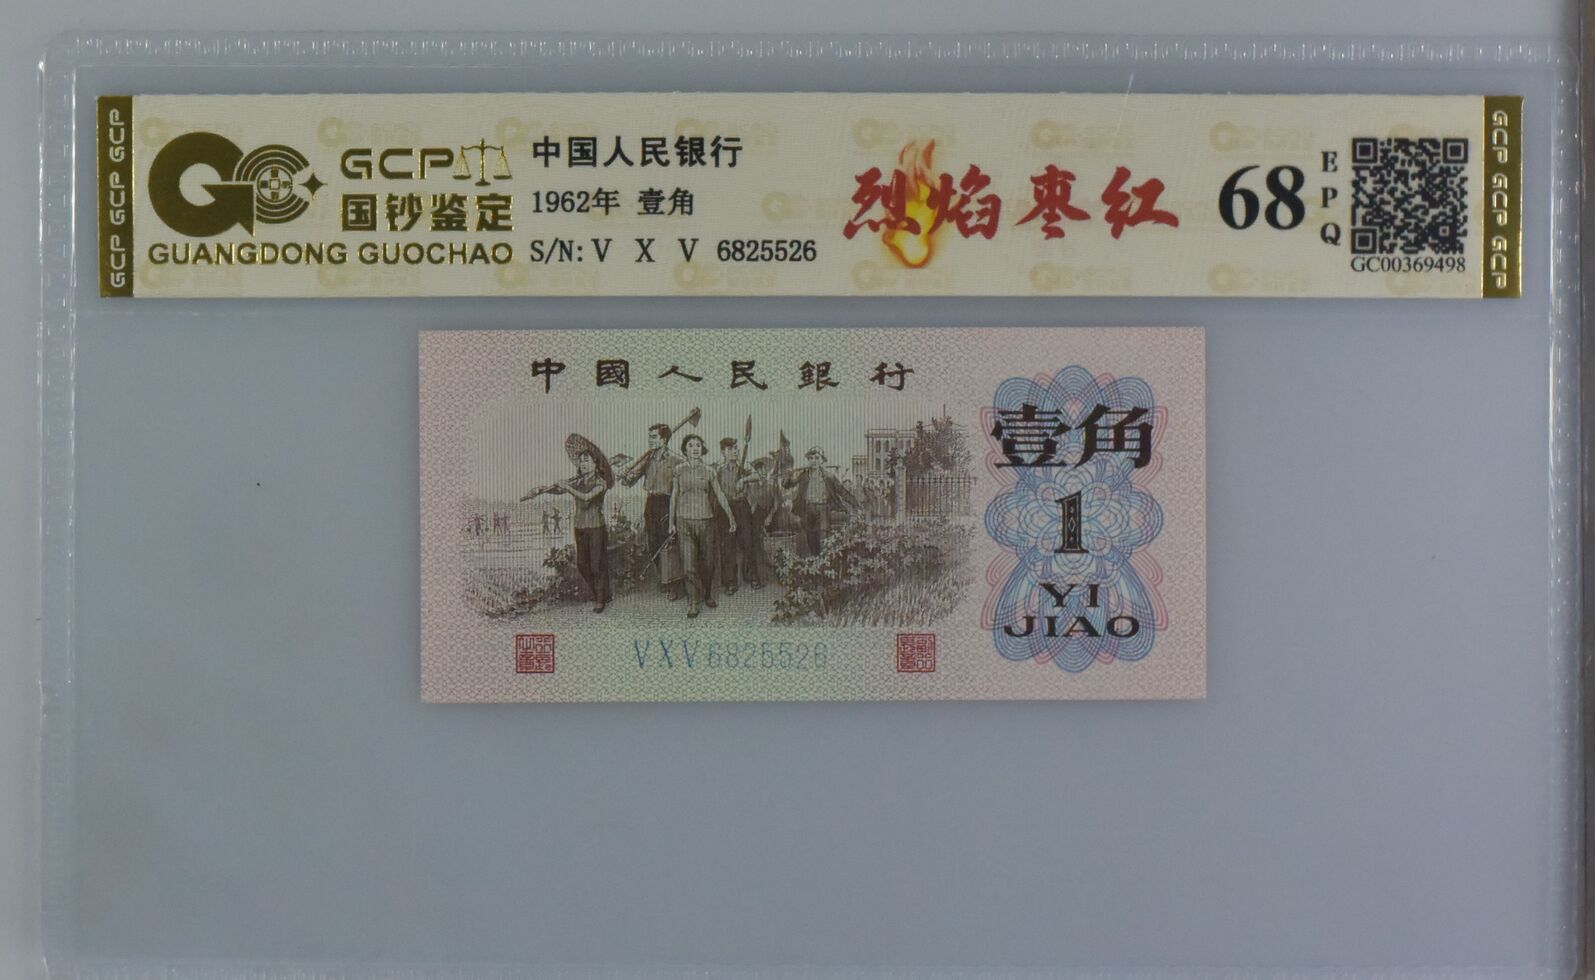 GCP GCP GCP
GCP
国钞鉴定
GUANGDONG GUOCHAO
中国人民银行
1962年 壹角
S/N: V X V 6825526
烈焰枣红
68
EPQ
GC00369498
GCP GCP GCP
中國人民銀行
壹角
1
YI
JIAO
VXV6825526